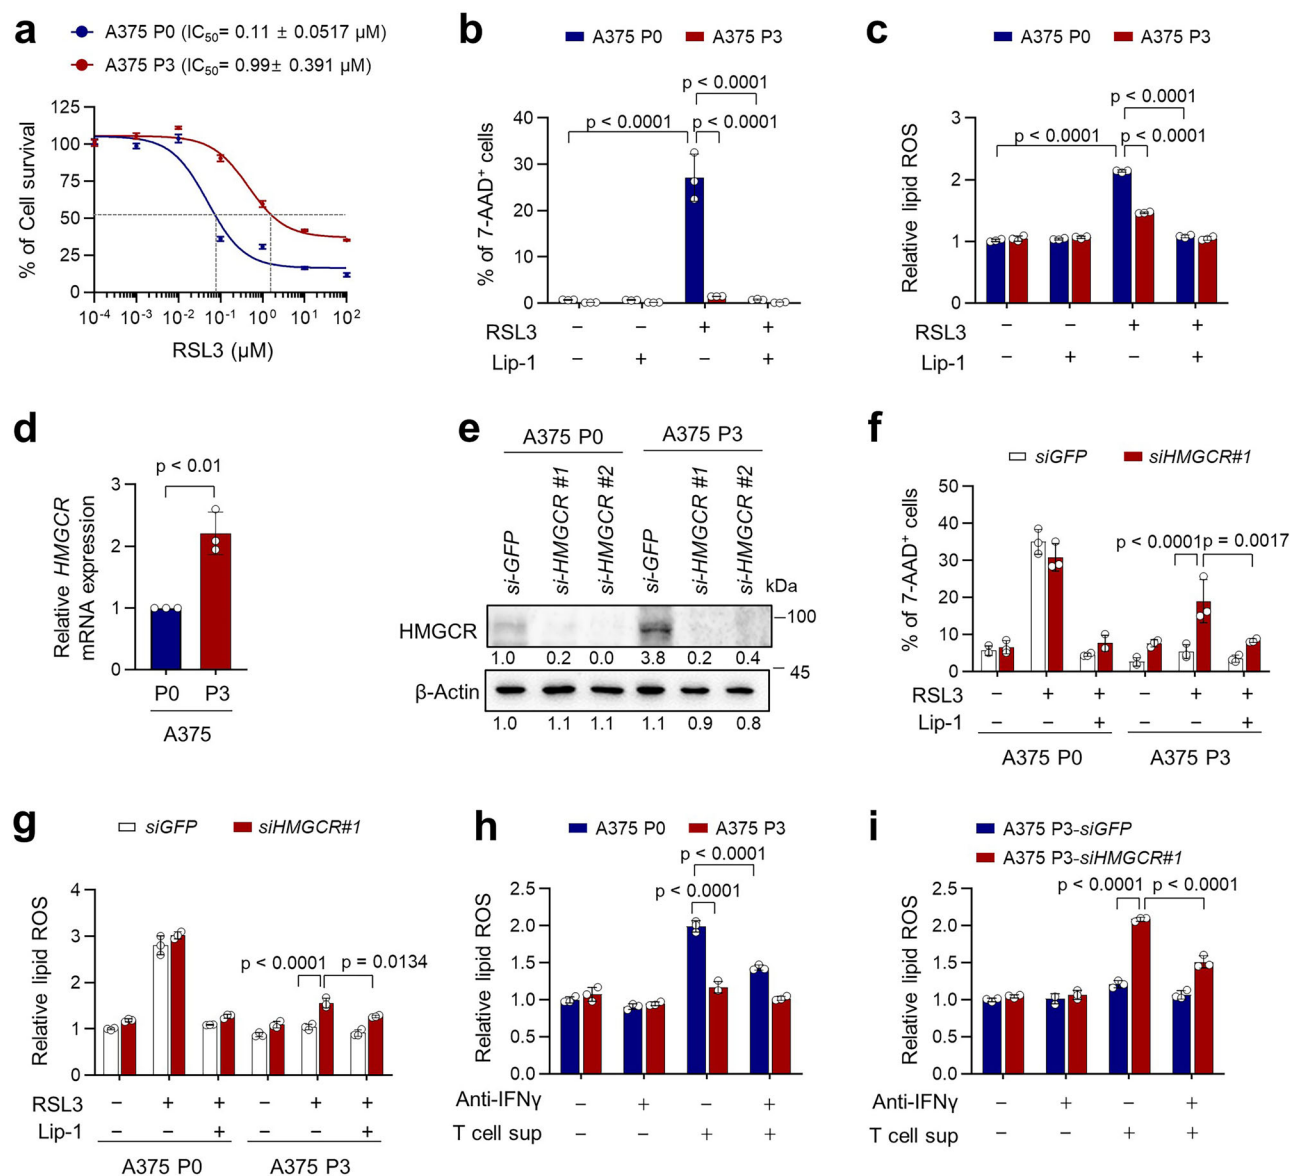 a
A375 P0 (IC50= 0.11 ± 0.0517 µM)
A375 P3 (IC50= 0.99± 0.391 µM)
% of Cell survival
125
100
75
50
25
0
10-4 10-3 10-2 10-1 100 101 102
RSL3 (µM)
b
A375 P0 A375 P3
p < 0.0001
p < 0.0001 p < 0.0001
% of 7-AAD+ cells
40
30
20
10
0
RSL3 – – + +
Lip-1 – + – +
c
A375 P0 A375 P3
p < 0.0001
p < 0.0001 p < 0.0001
Relative lipid ROS
3
2
1
0
RSL3 – – + +
Lip-1 – + – +
d
p < 0.01
Relative HMGCR
mRNA expression
3
2
1
0
P0 P3
A375
e
A375 P0 A375 P3
si-GFP si-HMGCR #1 si-HMGCR #2 si-GFP si-HMGCR #1 si-HMGCR #2
kDa
HMGCR –100
1.0 0.2 0.0 3.8 0.2 0.4
– 45
β-Actin
1.0 1.1 1.1 1.1 0.9 0.8
f
siGFP siHMGCR#1
% of 7-AAD+ cells
50
40
30
20
10
0
p < 0.0001 p = 0.0017
RSL3 – + + – + +
Lip-1 – – + – – +
A375 P0 A375 P3
g
siGFP siHMGCR#1
Relative lipid ROS
4
3
2
1
0
p < 0.0001 p = 0.0134
RSL3 – + + – + +
Lip-1 – – + – – +
A375 P0 A375 P3
h
A375 P0 A375 P3
p < 0.0001
p < 0.0001
Relative lipid ROS
2.5
2.0
1.5
1.0
0.5
0.0
Anti-IFNγ – + – +
T cell sup – – + +
i
A375 P3-siGFP
A375 P3-siHMGCR#1
p < 0.0001 p < 0.0001
Relative lipid ROS
2.5
2.0
1.5
1.0
0.5
0.0
Anti-IFNγ – + – +
T cell sup – – + +